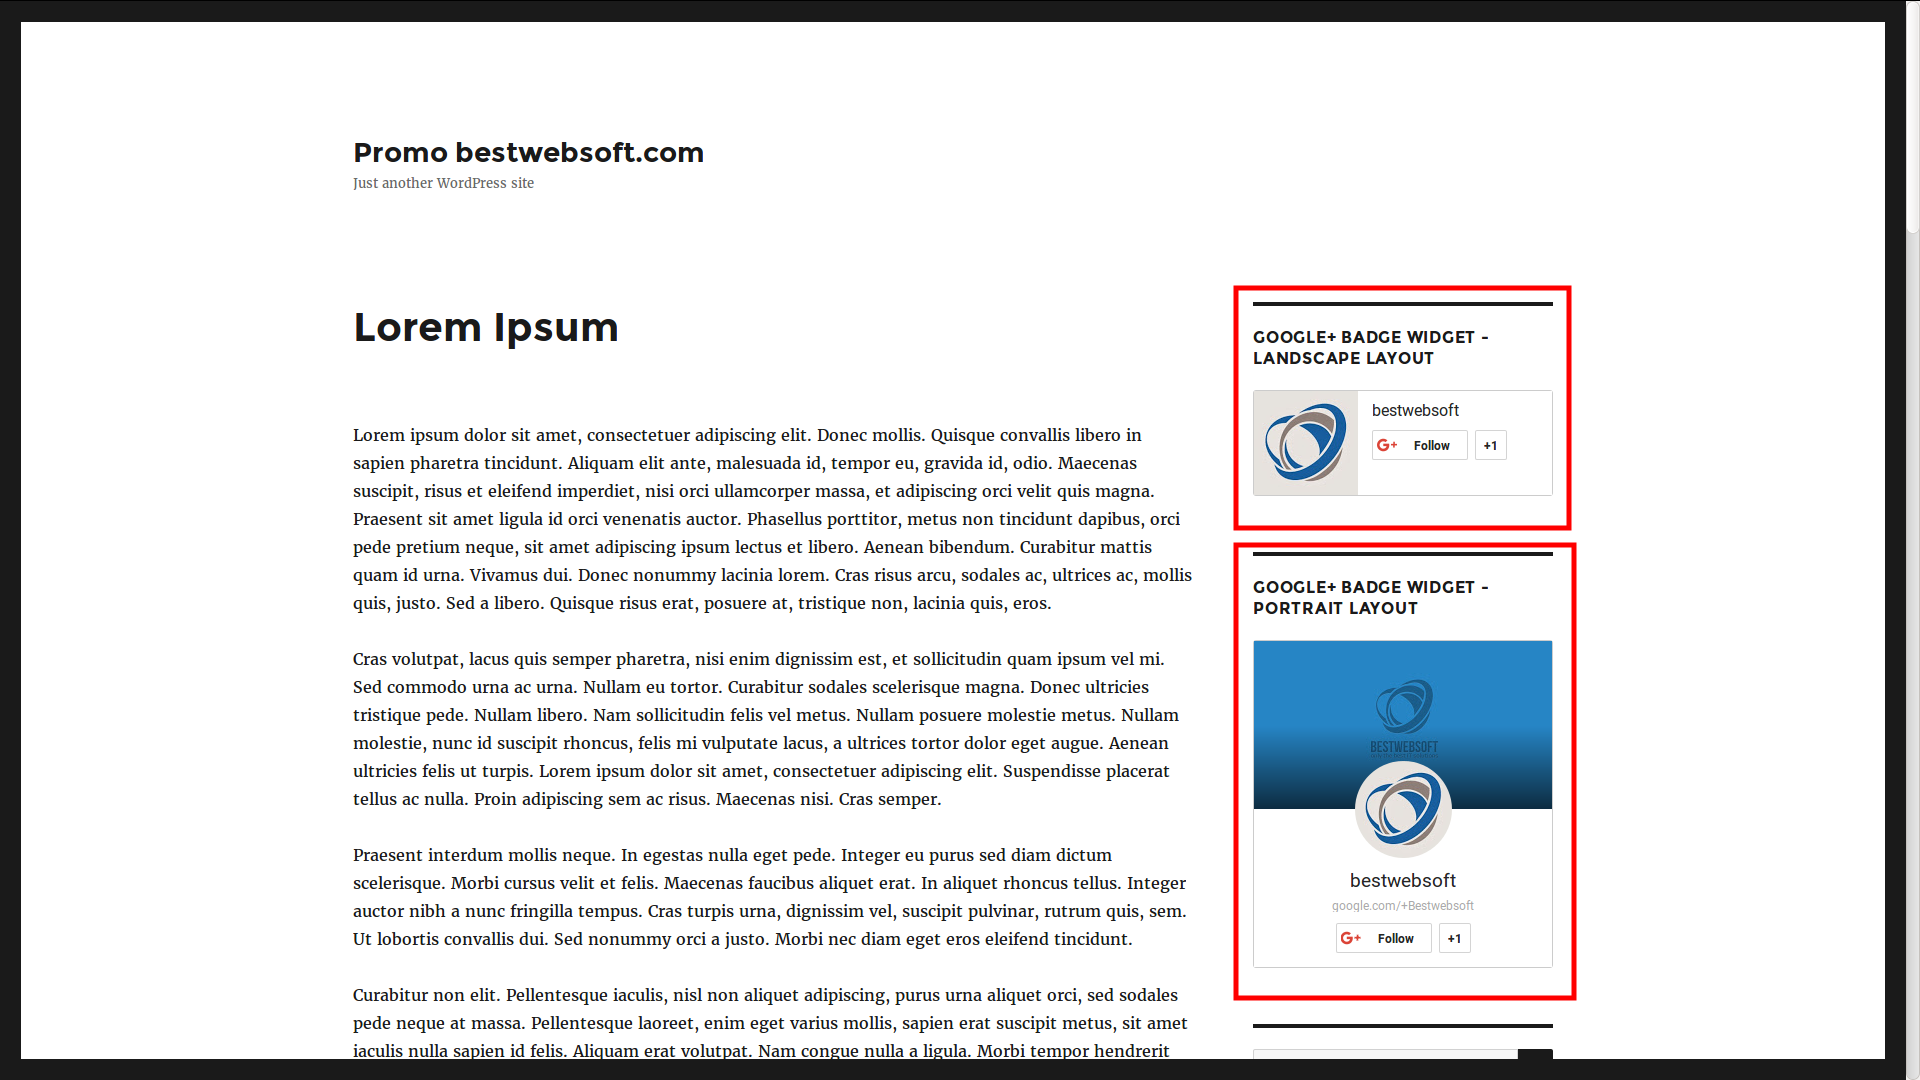 Promo bestwebsoft.com
Just another WordPress site
Lorem Ipsum
Lorem ipsum dolor sit amet, consectetuer adipiscing elit. Donec mollis. Quisque convallis libero in
sapien pharetra tincidunt. Aliquam elit ante, malesuada id, tempor eu, gravida id, odio. Maecenas
suscipit, risus et eleifend imperdiet, nisi orci ullamcorper massa, et adipiscing orci velit quis magna.
Praesent sit amet ligula id orci venenatis auctor. Phasellus porttitor, metus non tincidunt dapibus, orci
pede pretium neque, sit amet adipiscing ipsum lectus et libero. Aenean bibendum. Curabitur mattis
quam id urna. Vivamus dui. Donec nonummy lacinia lorem. Cras risus arcu, sodales ac, ultrices ac, mollis
quis, justo. Sed a libero. Quisque risus erat, posuere at, tristique non, lacinia quis, eros.
Cras volutpat, lacus quis semper pharetra, nisi enim dignissim est, et sollicitudin quam ipsum vel mi.
Sed commodo urna ac urna. Nullam eu tortor. Curabitur sodales scelerisque magna. Donec ultricies
tristique pede. Nullam libero. Nam sollicitudin felis vel metus. Nullam posuere molestie metus. Nullam
molestie, nunc id suscipit rhoncus, felis mi vulputate lacus, a ultrices tortor dolor eget augue. Aenean
ultricies felis ut turpis. Lorem ipsum dolor sit amet, consectetuer adipiscing elit. Suspendisse placerat
tellus ac nulla. Proin adipiscing sem ac risus. Maecenas nisi. Cras semper.
Praesent interdum mollis neque. In egestas nulla eget pede. Integer eu purus sed diam dictum
scelerisque. Morbi cursus velit et felis. Maecenas faucibus aliquet erat. In aliquet rhoncus tellus. Integer
auctor nibh a nunc fringilla tempus. Cras turpis urna, dignissim vel, suscipit pulvinar, rutrum quis, sem.
Ut lobortis convallis dui. Sed nonummy orci a justo. Morbi nec diam eget eros eleifend tincidunt.
Curabitur non elit. Pellentesque iaculis, nisl non aliquet adipiscing, purus urna aliquet orci, sed sodales
pede neque at massa. Pellentesque laoreet, enim eget varius mollis, sapien erat suscipit metus, sit amet
iaculis nulla sapien id felis. Aliquam erat volutpat. Nam congue nulla a ligula. Morbi tempor hendrerit
GOOGLE+ BADGE WIDGET -
LANDSCAPE LAYOUT
bestwebsoft
G+ Follow +1
GOOGLE+ BADGE WIDGET -
PORTRAIT LAYOUT
BESTWEBSOFT
bestwebsoft
google.com/+Bestwebsoft
G+ Follow +1